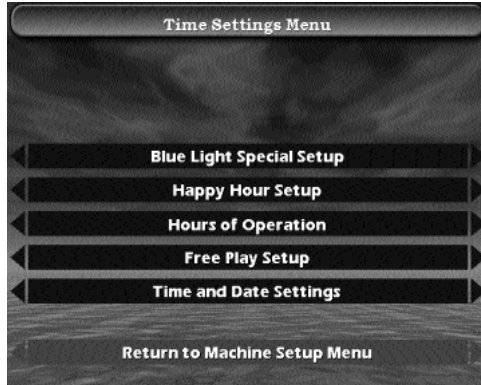 Time Settings Menu
Blue Light Special Setup
Happy Hour Setup
Hours of Operation
Free Play Setup
Time and Date Settings
Return to Machine Setup Menu